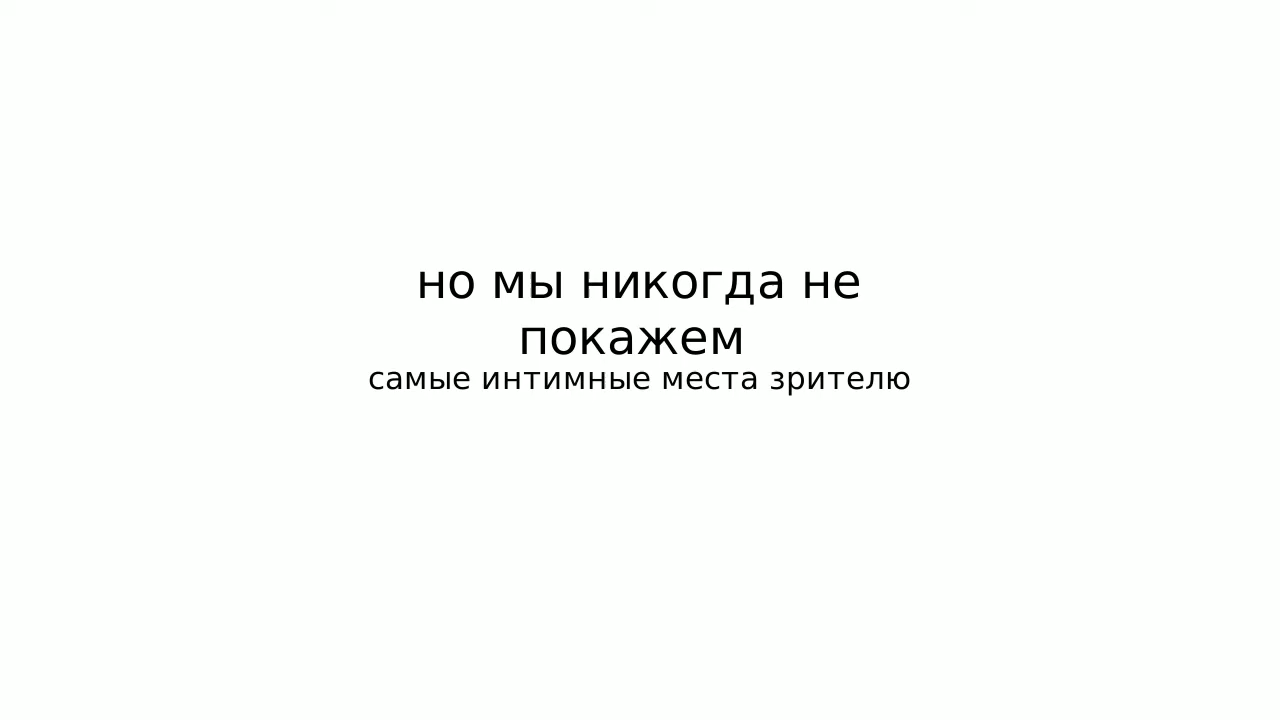 но мы никогда не
покажем
самые интимные места зрителю